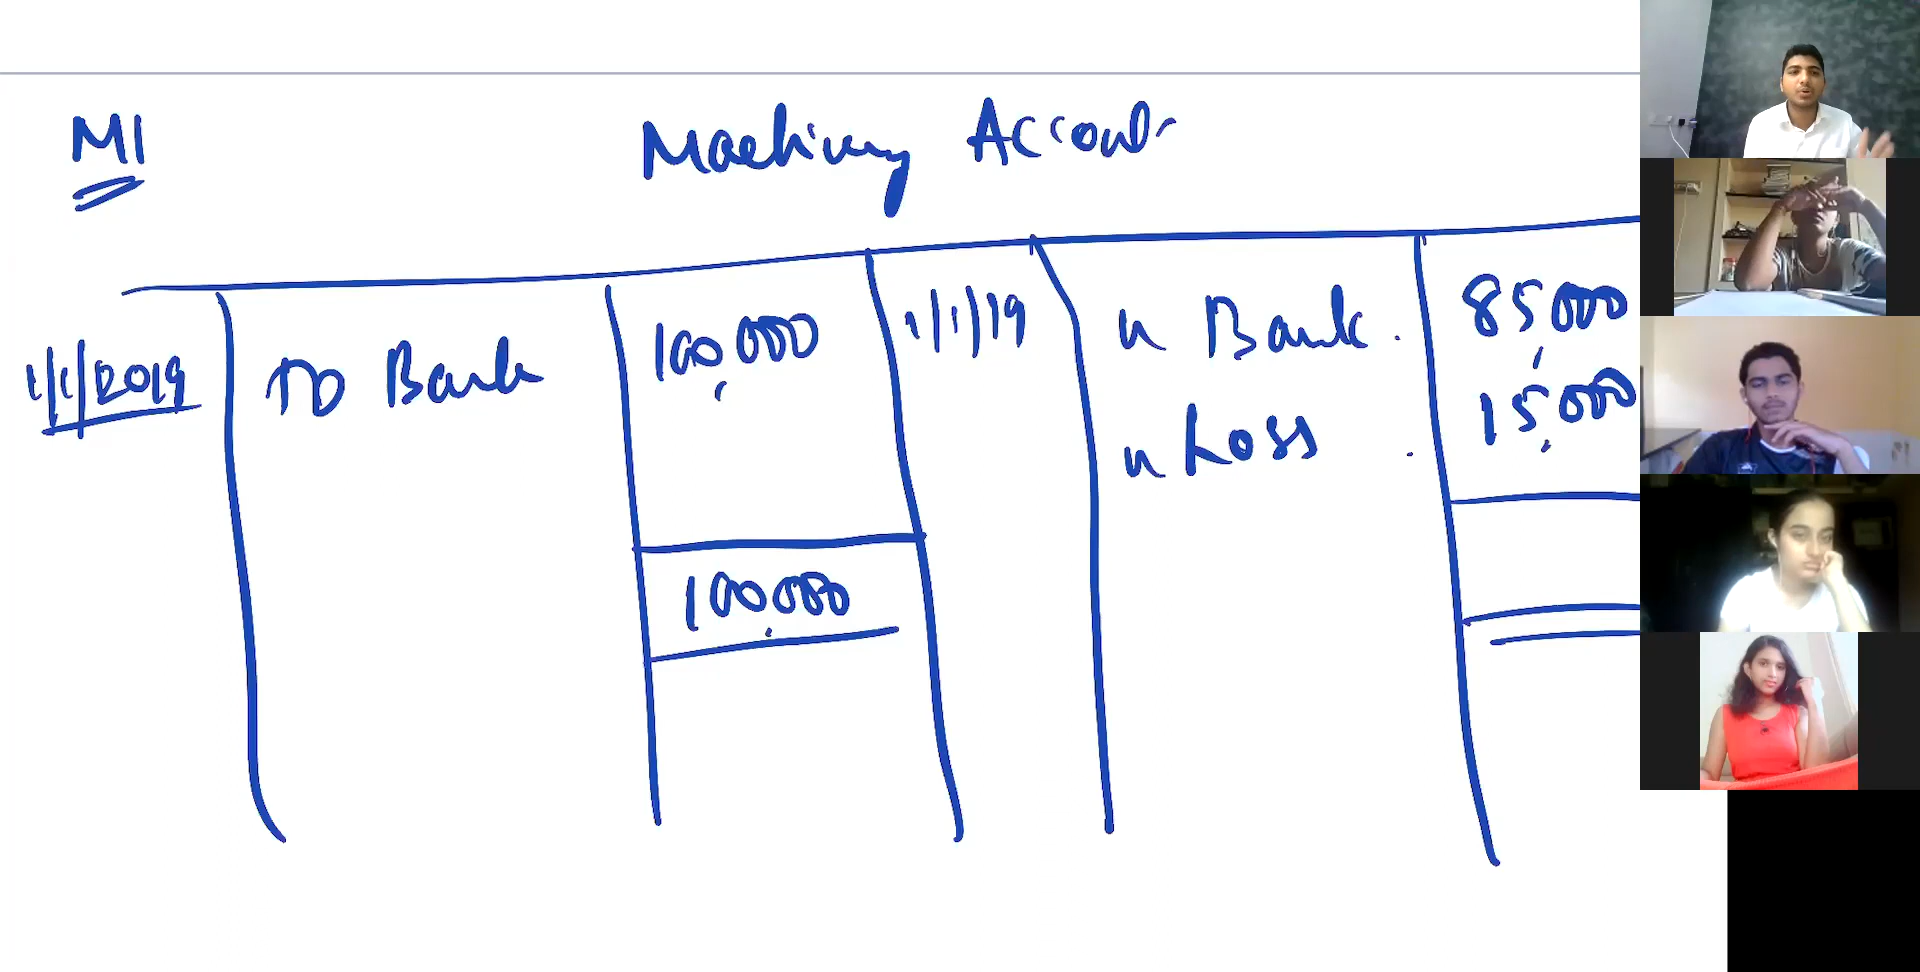 M1
Machinery Account
1/1/2019 To Bank 100,000 1/1/19 " Bank. 85,000
" Loss . 15,000
100,000